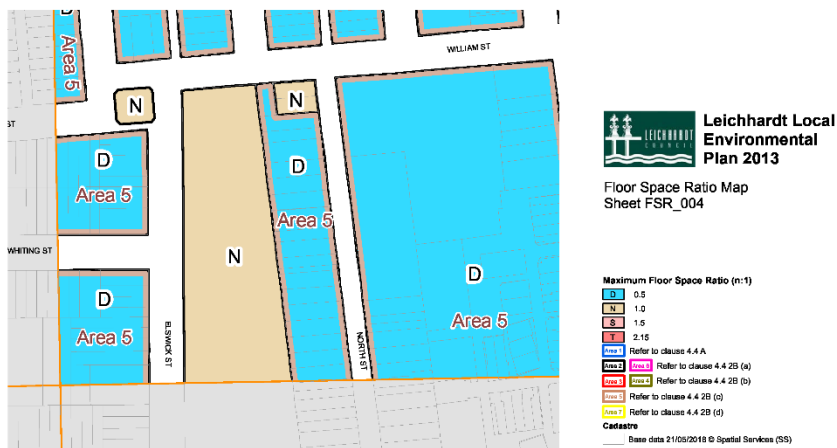 D
Area 5
WILLIAM ST
N
N
ST
D
Area 5
D
Area 5
WHITING ST
N
D
Area 5
D
Area 5
ELSWICK ST
NORTH ST
LEICHHARDT
COUNCIL
Leichhardt Local
Environmental
Plan 2013
Floor Space Ratio Map
Sheet FSR_004
Maximum Floor Space Ratio (n:1)
D 0.5
N 1.0
S 1.5
T 2.15
Area 1 Refer to clause 4.4 A
Area 2 Refer to clause 4.4 2B (a)
Area 3 Area 4 Refer to clause 4.4 2B (b)
Area 5 Refer to clause 4.4 2B (c)
Area 7 Refer to clause 4.4 2B (d)
Cadastre
Base data 21/05/2018 © Spatial Services (SS)